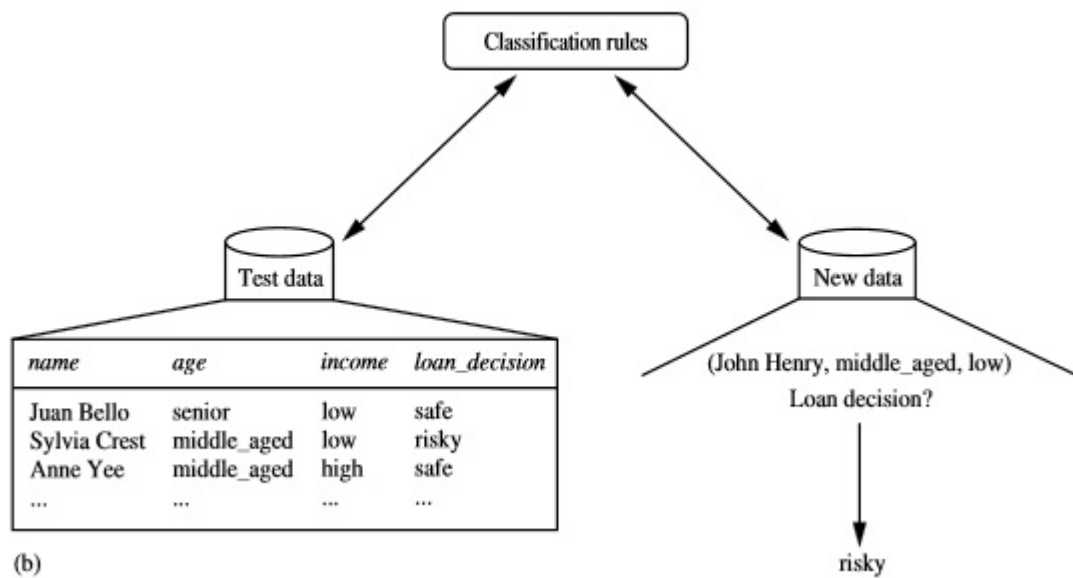 Classification rules
Test data
New data
name age income loan_decision
Juan Bello senior low safe
Sylvia Crest middle_aged low risky
Anne Yee middle_aged high safe
... ... ... ...
(John Henry, middle_aged, low)
Loan decision?
risky
(b)